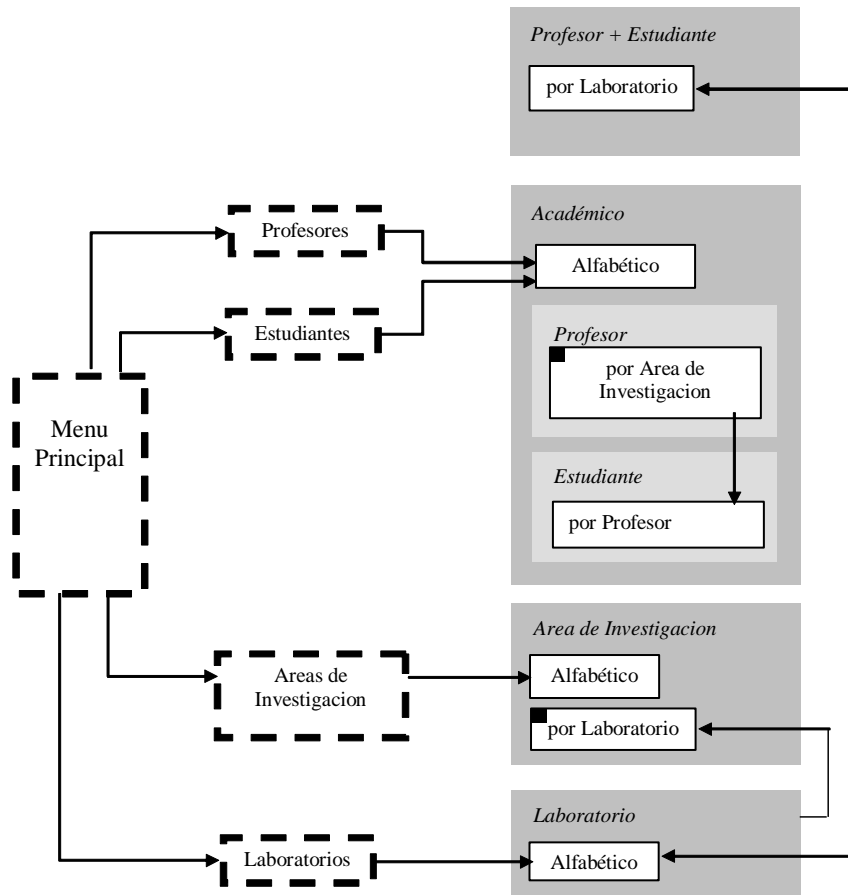 Profesor + Estudiante
por Laboratorio
Profesores
Académico
Alfabético
Estudiantes
Profesor
por Area de
Investigacion
Menu
Principal
Estudiante
por Profesor
Area de Investigacion
Areas de
Investigacion
Alfabético
por Laboratorio
Laboratorio
Laboratorios
Alfabético